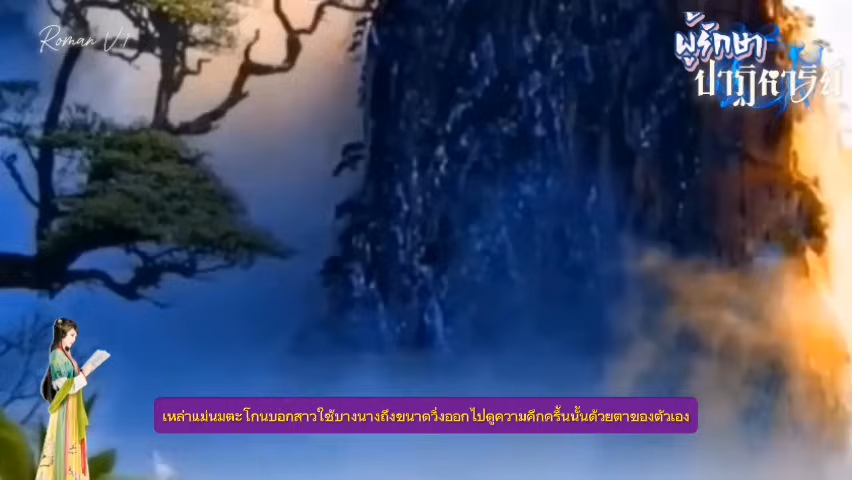 Roman V1
ผู้รักษา
ปาฏิหาริย์
เหล่าแม่นมตะโกนบอกสาวใช้บางนางถึงขนาดวิ่งออกไปดูความคึกครื้นนั้นด้วยตาของตัวเอง